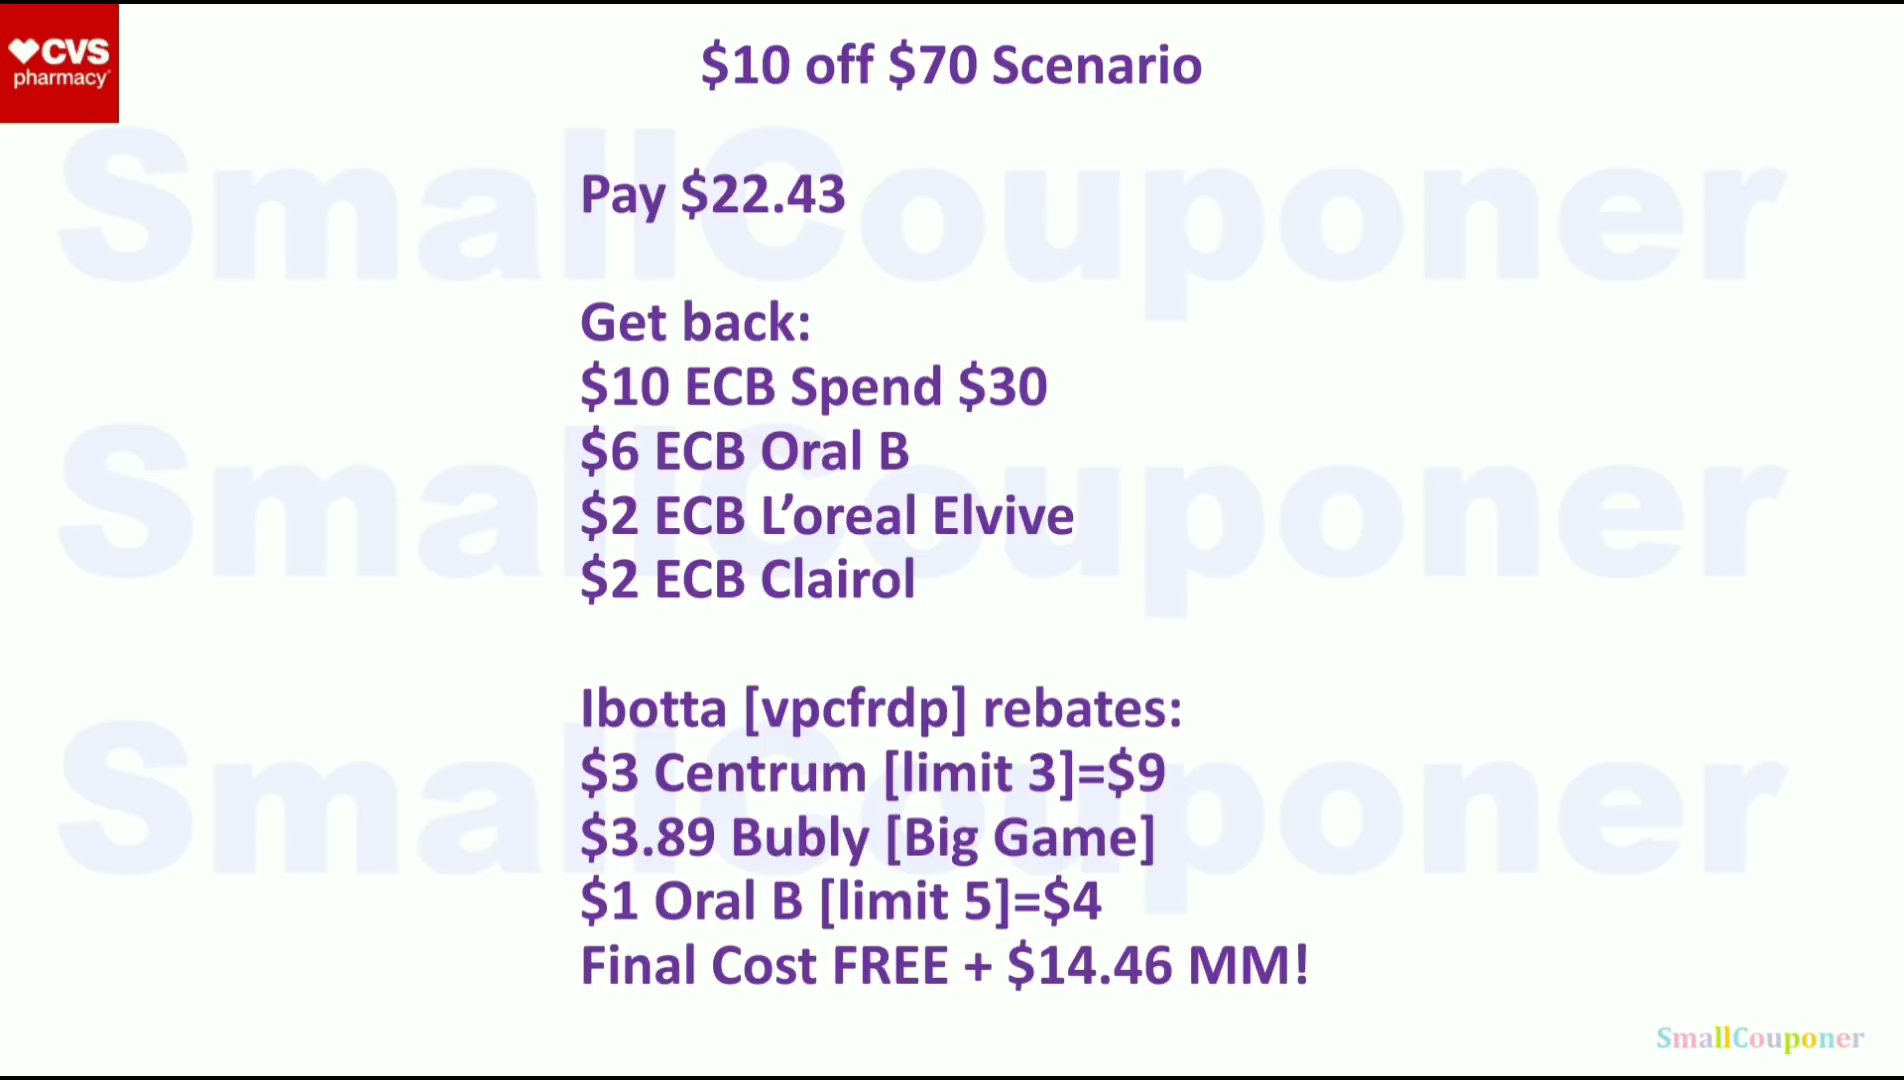 CVS
pharmacy
$10 off $70 Scenario
Pay $22.43
Get back:
$10 ECB Spend $30
$6 ECB Oral B
$2 ECB L’oreal Elvive
$2 ECB Clairol
Ibotta [vpcfrdp] rebates:
$3 Centrum [limit 3]=$9
$3.89 Bubly [Big Game]
$1 Oral B [limit 5]=$4
Final Cost FREE + $14.46 MM!
SmallCouponer
SmallCouponer
SmallCouponer
SmallCouponer